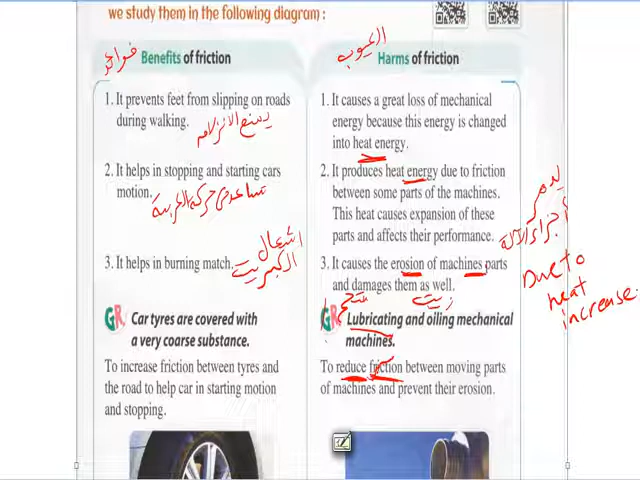 we study them in the following diagram :
فوائد
Benefits of friction
1. It prevents feet from slipping on roads
during walking.
يمنع الانزلاق
2. It helps in stopping and starting cars
motion.
تساعد في حركة العربية
3. It helps in burning match.
اشعال
الكبريت
GR Car tyres are covered with
a very coarse substance.
To increase friction between tyres and
the road to help car in starting motion
and stopping.
العيوب
Harms of friction
1. It causes a great loss of mechanical
energy because this energy is changed
into heat energy.
2. It produces heat energy due to friction
between some parts of the machines.
This heat causes expansion of these
parts and affects their performance.
3. It causes the erosion of machines parts
and damages them as well.
يدمر
أجزاء الآلة
Due to
heat
increase.
زيت
GR Lubricating and oiling mechanical
machines.
To reduce friction between moving parts
of machines and prevent their erosion.